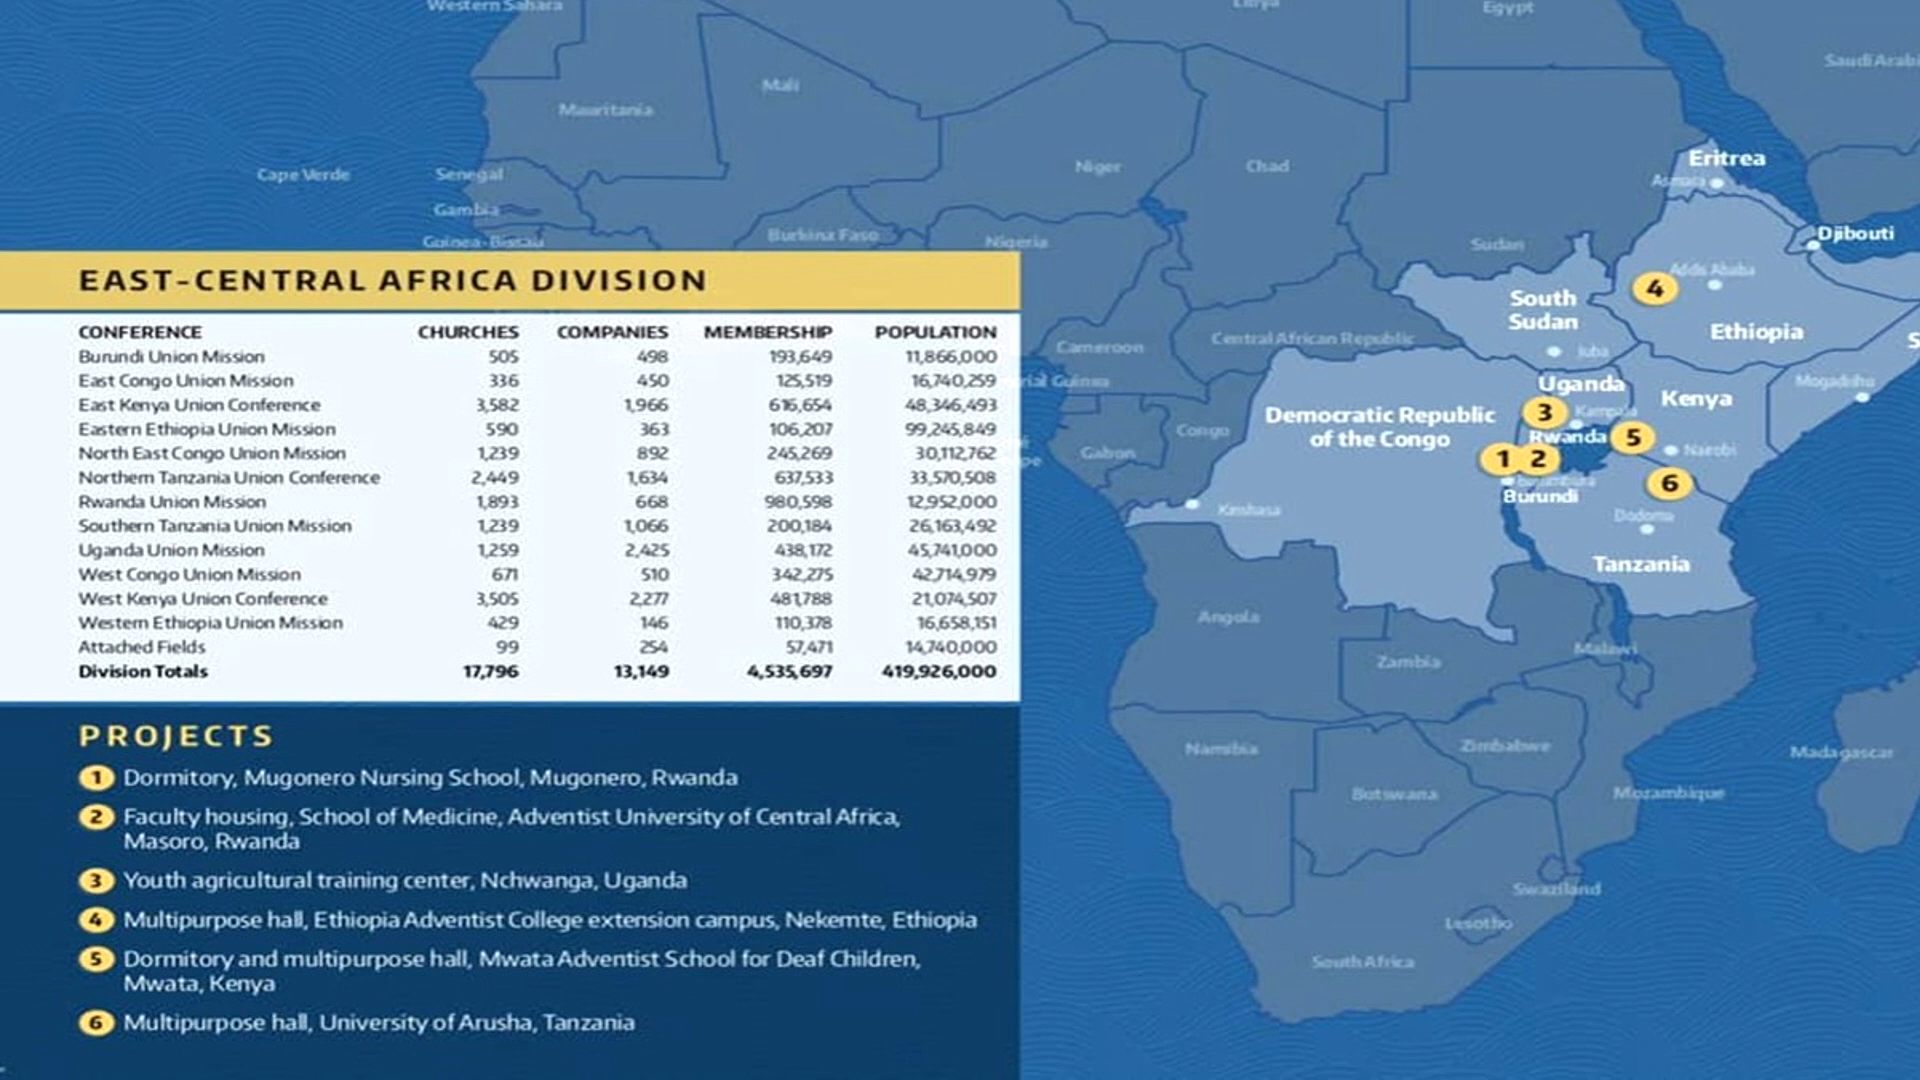 Western Sahara
Libya
Egypt
Saudi Arabi
Mali
Mauritania
Niger
Chad
Eritrea
Asmara
Cape Verde
Senegal
Gambia
Guinea-Bissau
Burkina Faso
Nigeria
Sudan
Djibouti
Addis Ababa
4
EAST-CENTRAL AFRICA DIVISION
CONFERENCE CHURCHES COMPANIES MEMBERSHIP POPULATION
Burundi Union Mission 505 498 193,649 11,866,000
East Congo Union Mission 336 450 125,519 16,740,259
East Kenya Union Conference 3,582 1,966 616,654 48,346,493
Eastern Ethiopia Union Mission 590 363 106,207 99,245,849
North East Congo Union Mission 1,239 892 245,269 30,112,762
Northern Tanzania Union Conference 2,449 1,634 637,533 33,570,508
Rwanda Union Mission 1,893 668 980,598 12,952,000
Southern Tanzania Union Mission 1,239 1,066 200,184 26,163,492
Uganda Union Mission 1,259 2,425 438,172 45,741,000
West Congo Union Mission 671 510 342,275 42,714,979
West Kenya Union Conference 3,505 2,277 481,788 21,074,507
Western Ethiopia Union Mission 429 146 110,378 16,658,151
Attached Fields 99 254 57,471 14,740,000
Division Totals 17,796 13,149 4,535,697 419,926,000
PROJECTS
1 Dormitory, Mugonero Nursing School, Mugonero, Rwanda
2 Faculty housing, School of Medicine, Adventist University of Central Africa,
Masoro, Rwanda
3 Youth agricultural training center, Nchwanga, Uganda
4 Multipurpose hall, Ethiopia Adventist College extension campus, Nekemte, Ethiopia
5 Dormitory and multipurpose hall, Mwata Adventist School for Deaf Children,
Mwata, Kenya
6 Multipurpose hall, University of Arusha, Tanzania
South
Sudan
Ethiopia
Central African Republic
Cameroon
Juba
S
rial Guinea
Uganda
Mogadishu
Kenya
Democratic Republic
of the Congo
3
Kampala
Congo
Rwanda
5
Gabon
Nairobi
1
2
6
Bujumbura
Burundi
Kinshasa
Dodoma
Tanzania
Angola
Malawi
Zambia
Namibia
Zimbabwe
Madagascar
Botswana
Mozambique
Swaziland
Lesotho
South Africa